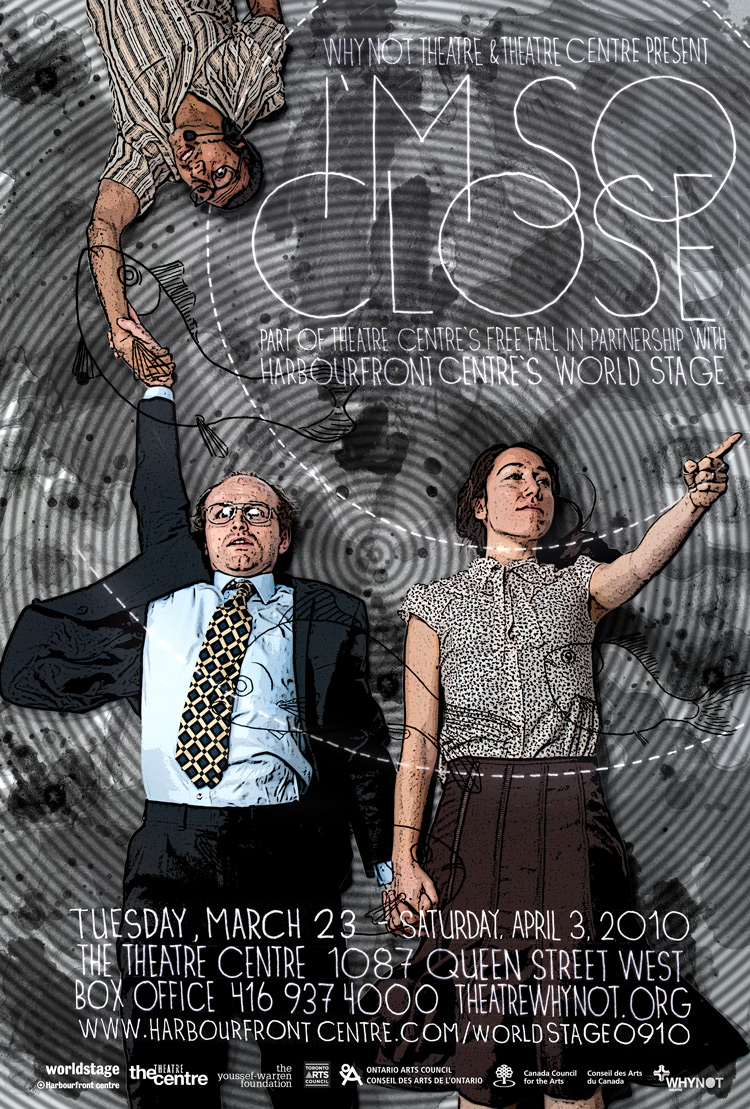 WHY NOT THEATRE & THEATRE CENTRE PRESENT
I'M SO
CLOSE
PART OF THEATRE CENTRE'S FREE FALL IN PARTNERSHIP WITH
HARBOURFRONT CENTRE'S WORLD STAGE
TUESDAY, MARCH 23 - SATURDAY, APRIL 3, 2010
THE THEATRE CENTRE 1087 QUEEN STREET WEST
BOX OFFICE 416 937 4000 THEATREWHYNOT.ORG
WWW.HARBOURFRONTCENTRE.COM/WORLDSTAGE0910
worldstage
Harbourfront centre
the THEATRE centre
the
youssef-warren
foundation
TORONTO
ARTS
COUNCIL
ONTARIO ARTS COUNCIL
CONSEIL DES ARTS DE L'ONTARIO
Canada Council
for the Arts
Conseil des Arts
du Canada
WHYNOT